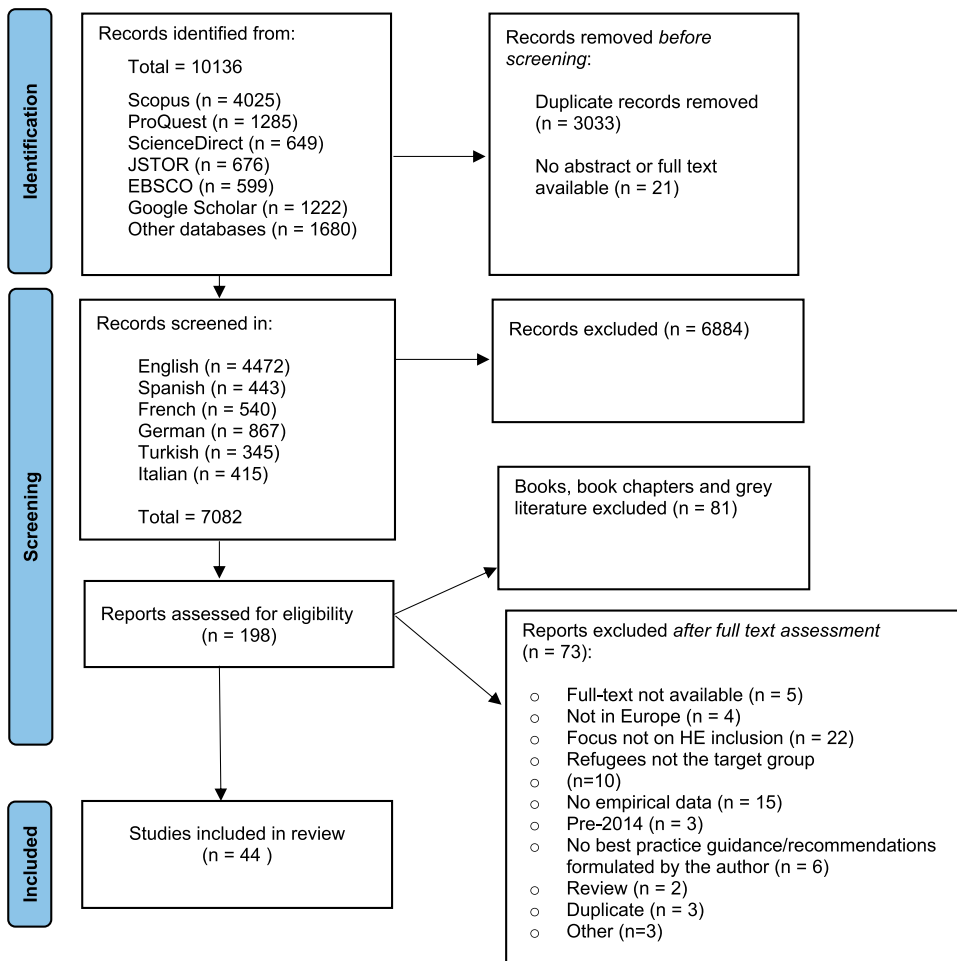 Identification
Records identified from:
Total = 10136
Scopus (n = 4025)
ProQuest (n = 1285)
ScienceDirect (n = 649)
JSTOR (n = 676)
EBSCO (n = 599)
Google Scholar (n = 1222)
Other databases (n = 1680)
Records removed before
screening:
Duplicate records removed
(n = 3033)
No abstract or full text
available (n = 21)
Screening
Records screened in:
English (n = 4472)
Spanish (n = 443)
French (n = 540)
German (n = 867)
Turkish (n = 345)
Italian (n = 415)
Total = 7082
Records excluded (n = 6884)
Books, book chapters and grey
literature excluded (n = 81)
Reports assessed for eligibility
(n = 198)
Reports excluded after full text assessment
(n = 73):
o Full-text not available (n = 5)
o Not in Europe (n = 4)
o Focus not on HE inclusion (n = 22)
o Refugees not the target group
o (n=10)
o No empirical data (n = 15)
o Pre-2014 (n = 3)
o No best practice guidance/recommendations
formulated by the author (n = 6)
o Review (n = 2)
o Duplicate (n = 3)
o Other (n=3)
Included
Studies included in review
(n = 44 )